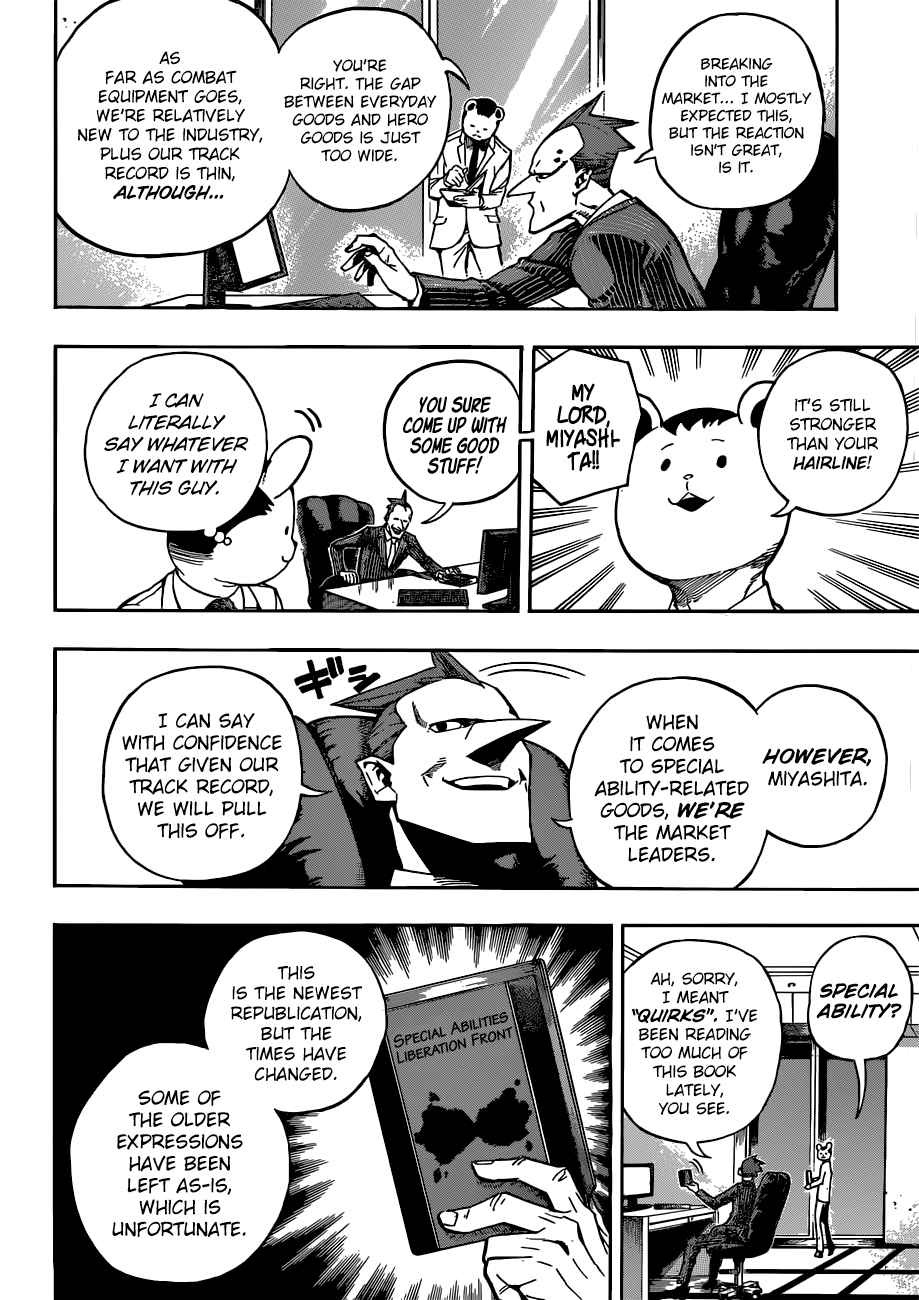 BREAKING
INTO THE
MARKET... I MOSTLY
EXPECTED THIS,
BUT THE REACTION
ISN'T GREAT,
IS IT.
YOU'RE
RIGHT. THE GAP
BETWEEN EVERYDAY
GOODS AND HERO
GOODS IS JUST
TOO WIDE.
AS
FAR AS COMBAT
EQUIPMENT GOES,
WE'RE RELATIVELY
NEW TO THE INDUSTRY,
PLUS OUR TRACK
RECORD IS THIN,
ALTHOUGH...
IT'S STILL
STRONGER
THAN YOUR
HAIRLINE!
MY
LORD,
MIYASHI-
TA!!
YOU SURE
COME UP WITH
SOME GOOD
STUFF!
I CAN
LITERALLY
SAY WHATEVER
I WANT WITH
THIS GUY.
HOWEVER,
MIYASHITA.
WHEN
IT COMES
TO SPECIAL
ABILITY-RELATED
GOODS, WE'RE
THE MARKET
LEADERS.
ギシ
I CAN SAY
WITH CONFIDENCE
THAT GIVEN OUR
TRACK RECORD,
WE WILL PULL
THIS OFF.
SPECIAL
ABILITY?
AH, SORRY,
I MEANT
"QUIRKS". I'VE
BEEN READING
TOO MUCH OF
THIS BOOK
LATELY,
YOU SEE.
THIS
IS THE NEWEST
REPUBLICATION,
BUT THE
TIMES HAVE
CHANGED.
SPECIAL ABILITIES
LIBERATION FRONT
SOME OF
THE OLDER
EXPRESSIONS
HAVE BEEN
LEFT AS-IS,
WHICH IS
UNFORTUNATE.